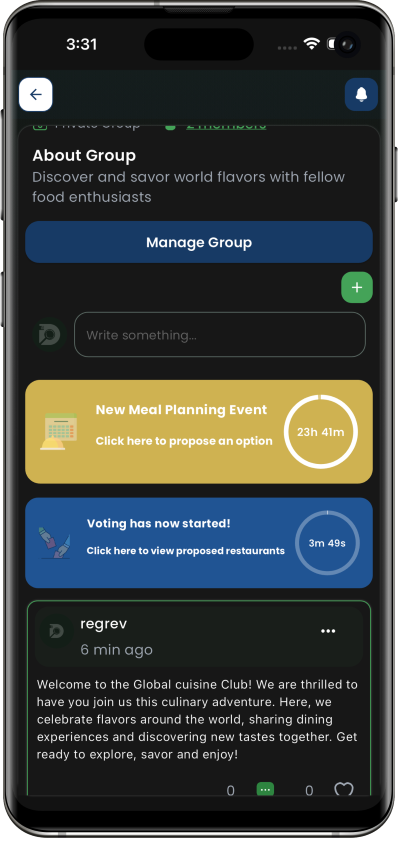 3:31
Private Group 2 members
About Group
Discover and savor world flavors with fellow
food enthusiasts
Manage Group
+
Write something...
New Meal Planning Event
Click here to propose an option
23h 41m
Voting has now started!
Click here to view proposed restaurants
3m 49s
regrev
6 min ago
Welcome to the Global cuisine Club! We are thrilled to
have you join us this culinary adventure. Here, we
celebrate flavors around the world, sharing dining
experiences and discovering new tastes together. Get
ready to explore, savor and enjoy!
0 0